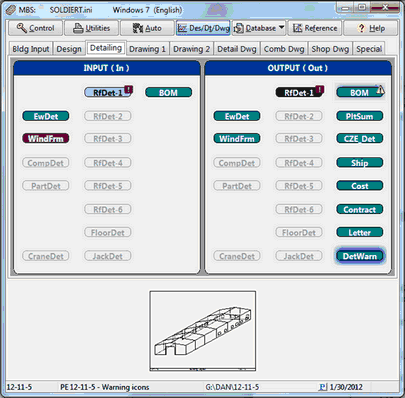 MBS: SOLDIERT.ini Windows 7 (English)
Control Utilities Auto Des/Dt/Dwg Database Reference ? Help
Bldg Input Design Detailing Drawing 1 Drawing 2 Detail Dwg Comb Dwg Shop Dwg Special
INPUT ( In ) OUTPUT ( Out )
RfDet-1 ! BOM RfDet-1 ! BOM
EwDet RfDet-2 EwDet RfDet-2 PltSum
WindFrm RfDet-3 WindFrm RfDet-3 CZE_Det
CompDet RfDet-4 CompDet RfDet-4 Ship
PartDet RfDet-5 PartDet RfDet-5 Cost
RfDet-6 RfDet-6 Contract
FloorDet FloorDet Letter
CraneDet JackDet CraneDet JackDet DetWarn
12-11-5 PE 12-11-5 - Warning icons G:\DAN\12-11-5 P 1/30/2012